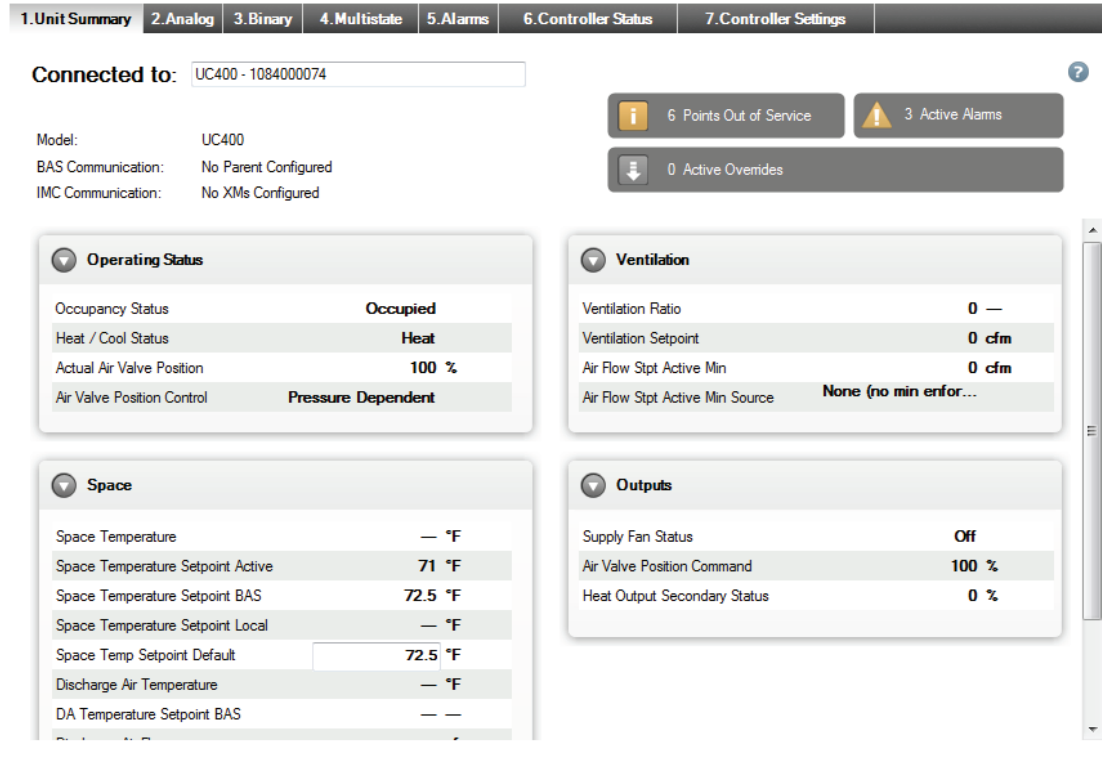 1.Unit Summary 2.Analog 3.Binary 4.Multistate 5.Alarms 6.Controller Status 7.Controller Settings
Connected to: UC400 - 1084000074 ?
6 Points Out of Service 3 Active Alarms
Model: UC400
BAS Communication: No Parent Configured
0 Active Overrides
IMC Communication: No XMs Configured
Operating Status
Occupancy Status Occupied
Heat / Cool Status Heat
Actual Air Valve Position 100 %
Air Valve Position Control Pressure Dependent
Ventilation
Ventilation Ratio 0 —
Ventilation Setpoint 0 cfm
Air Flow Stpt Active Min 0 cfm
Air Flow Stpt Active Min Source None (no min enfor...
Space
Space Temperature — °F
Space Temperature Setpoint Active 71 °F
Space Temperature Setpoint BAS 72.5 °F
Space Temperature Setpoint Local — °F
Space Temp Setpoint Default 72.5 °F
Discharge Air Temperature — °F
DA Temperature Setpoint BAS — —
Outputs
Supply Fan Status Off
Air Valve Position Command 100 %
Heat Output Secondary Status 0 %